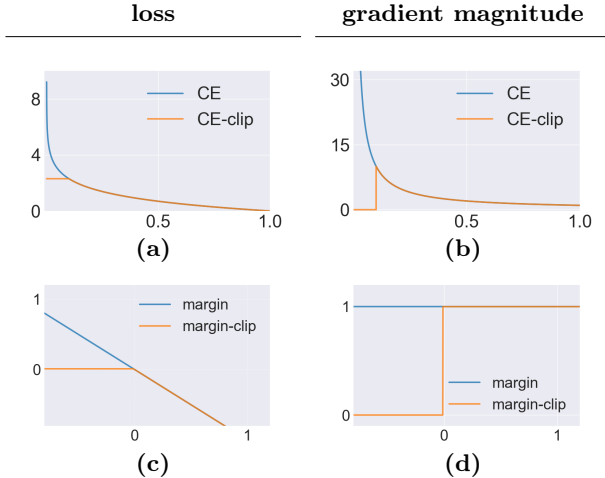 loss gradient magnitude
8
4
0
0.5 1.0
CE
CE-clip
(a)
30
15
0
0.5 1.0
CE
CE-clip
(b)
1
0
0 1
margin
margin-clip
(c)
1
0
0 1
margin
margin-clip
(d)